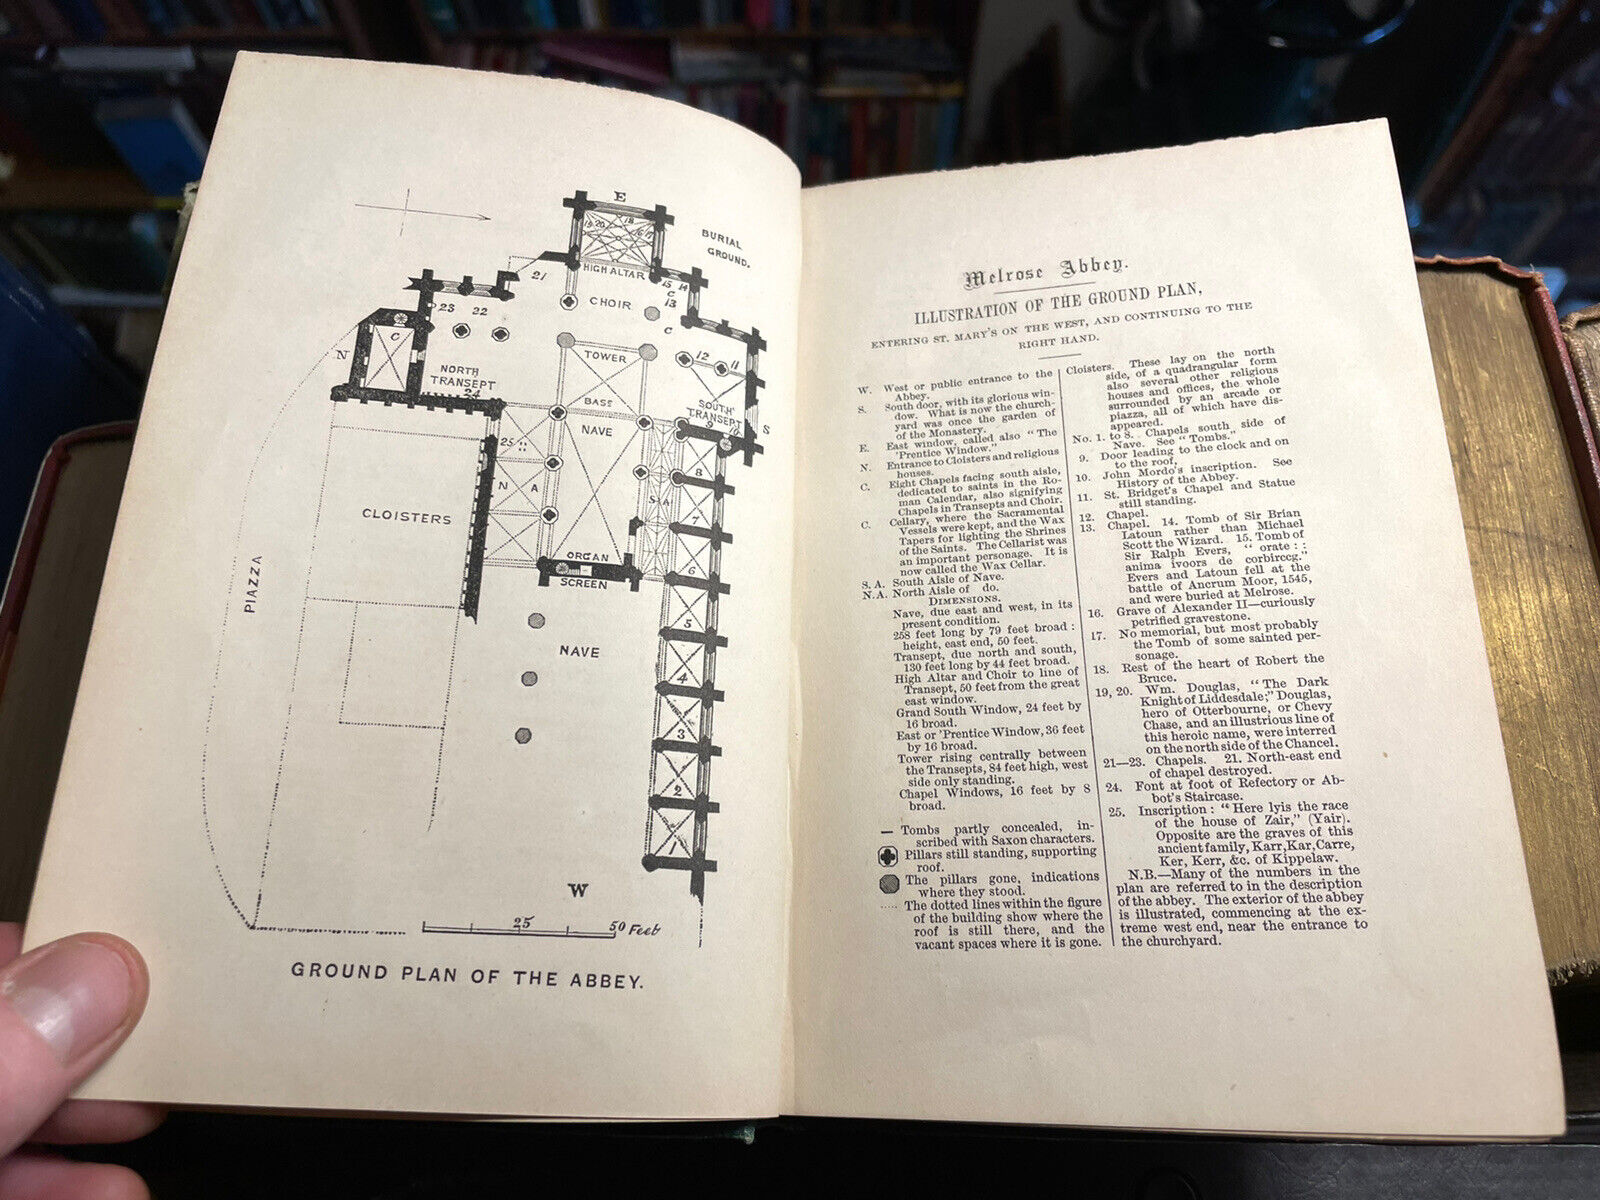 E
18
19 20 16 17
BURIAL
GROUND.
HIGH ALTAR
21
15 14
C
13
CHOIR
23 22
C
C
N
TOWER
12 11
NORTH
TRANSEPT
24
BASE
SOUTH
TRANSEPT
9 10 S
NAVE
25
8
N A
S.A
CLOISTERS
7
ORGAN
SCREEN
6
PIAZZA
5
NAVE
4
3
2
1
W
25 50 Feet
GROUND PLAN OF THE ABBEY.
Melrose Abbey.
ILLUSTRATION OF THE GROUND PLAN,
ENTERING ST. MARY'S ON THE WEST, AND CONTINUING TO THE
RIGHT HAND.
W. West or public entrance to the
Abbey.
S. South door, with its glorious win-
dow. What is now the church-
yard was once the garden of
of the Monastery.
E. East window, called also "The
'Prentice Window."
N. Entrance to Cloisters and religious
houses.
C. Eight Chapels facing south aisle,
dedicated to saints in the Ro-
man Calendar, also signifying
Chapels in Transepts and Choir.
C. Cellary, where the Sacramental
Vessels were kept, and the Wax
Tapers for lighting the Shrines
of the Saints. The Cellarist was
an important personage. It is
now called the Wax Cellar.
S. A. South Aisle of Nave.
N.A. North Aisle of do.
DIMENSIONS.
Nave, due east and west, in its
present condition.
258 feet long by 79 feet broad:
height, east end, 50 feet.
Transept, due north and south,
130 feet long by 44 feet broad.
High Altar and Choir to line of
Transept, 50 feet from the great
east window.
Grand South Window, 24 feet by
16 broad.
East or 'Prentice Window, 36 feet
by 16 broad.
Tower rising centrally between
the Transepts, 84 feet high, west
side only standing.
Chapel Windows, 16 feet by 8
broad.
— Tombs partly concealed, in-
scribed with Saxon characters.
Pillars still standing, supporting
roof.
The pillars gone, indications
where they stood.
..... The dotted lines within the figure
of the building show where the
roof is still there, and the
vacant spaces where it is gone.
Cloisters. These lay on the north
side, of a quadrangular form
also several other religious
houses and offices, the whole
surrounded by an arcade or
piazza, all of which have dis-
appeared.
No. 1. to 8. Chapels south side of
Nave. See "Tombs."
9. Door leading to the clock and on
to the roof,
10. John Mordo's inscription. See
History of the Abbey.
11. St. Bridget's Chapel and Statue
still standing.
12. Chapel.
13. Chapel. 14. Tomb of Sir Brian
Latoun rather than Michael
Scott the Wizard. 15. Tomb of
Sir Ralph Evers, "orate : :
anima ivoors de corbirccg."
Evers and Latoun fell at the
battle of Ancrum Moor, 1545,
and were buried at Melrose.
16. Grave of Alexander II—curiously
petrified gravestone.
17. No memorial, but most probably
the Tomb of some sainted per-
sonage.
18. Rest of the heart of Robert the
Bruce.
19, 20. Wm. Douglas, "The Dark
Knight of Liddesdale;" Douglas,
hero of Otterbourne, or Chevy
Chase, and an illustrious line of
this heroic name, were interred
on the north side of the Chancel.
21—23. Chapels. 21. North-east end
of chapel destroyed.
24. Font at foot of Refectory or Ab-
bot's Staircase.
25. Inscription: "Here lyis the race
of the house of Zair," (Yair).
Opposite are the graves of this
ancient family, Karr, Kar, Carre,
Ker, Kerr, &c. of Kippelaw.
N.B.—Many of the numbers in the
plan are referred to in the description
of the abbey. The exterior of the abbey
is illustrated, commencing at the ex-
treme west end, near the entrance to
the churchyard.